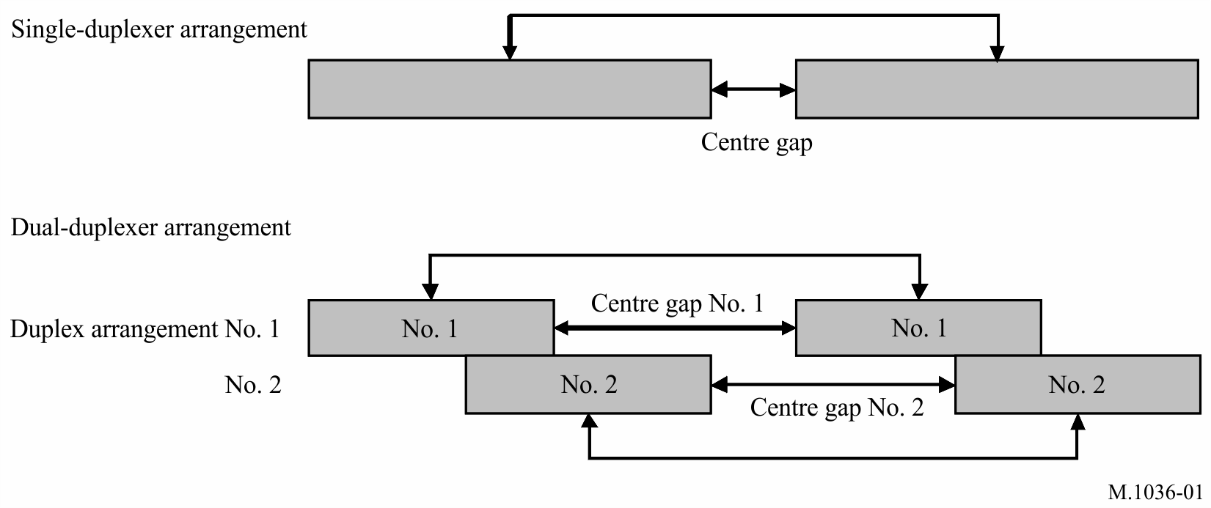 Single-duplexer arrangement
Centre gap
Dual-duplexer arrangement
Centre gap No. 1
Duplex arrangement No. 1
No. 1
No. 1
No. 2
No. 2
No. 2
Centre gap No. 2
M.1036-01